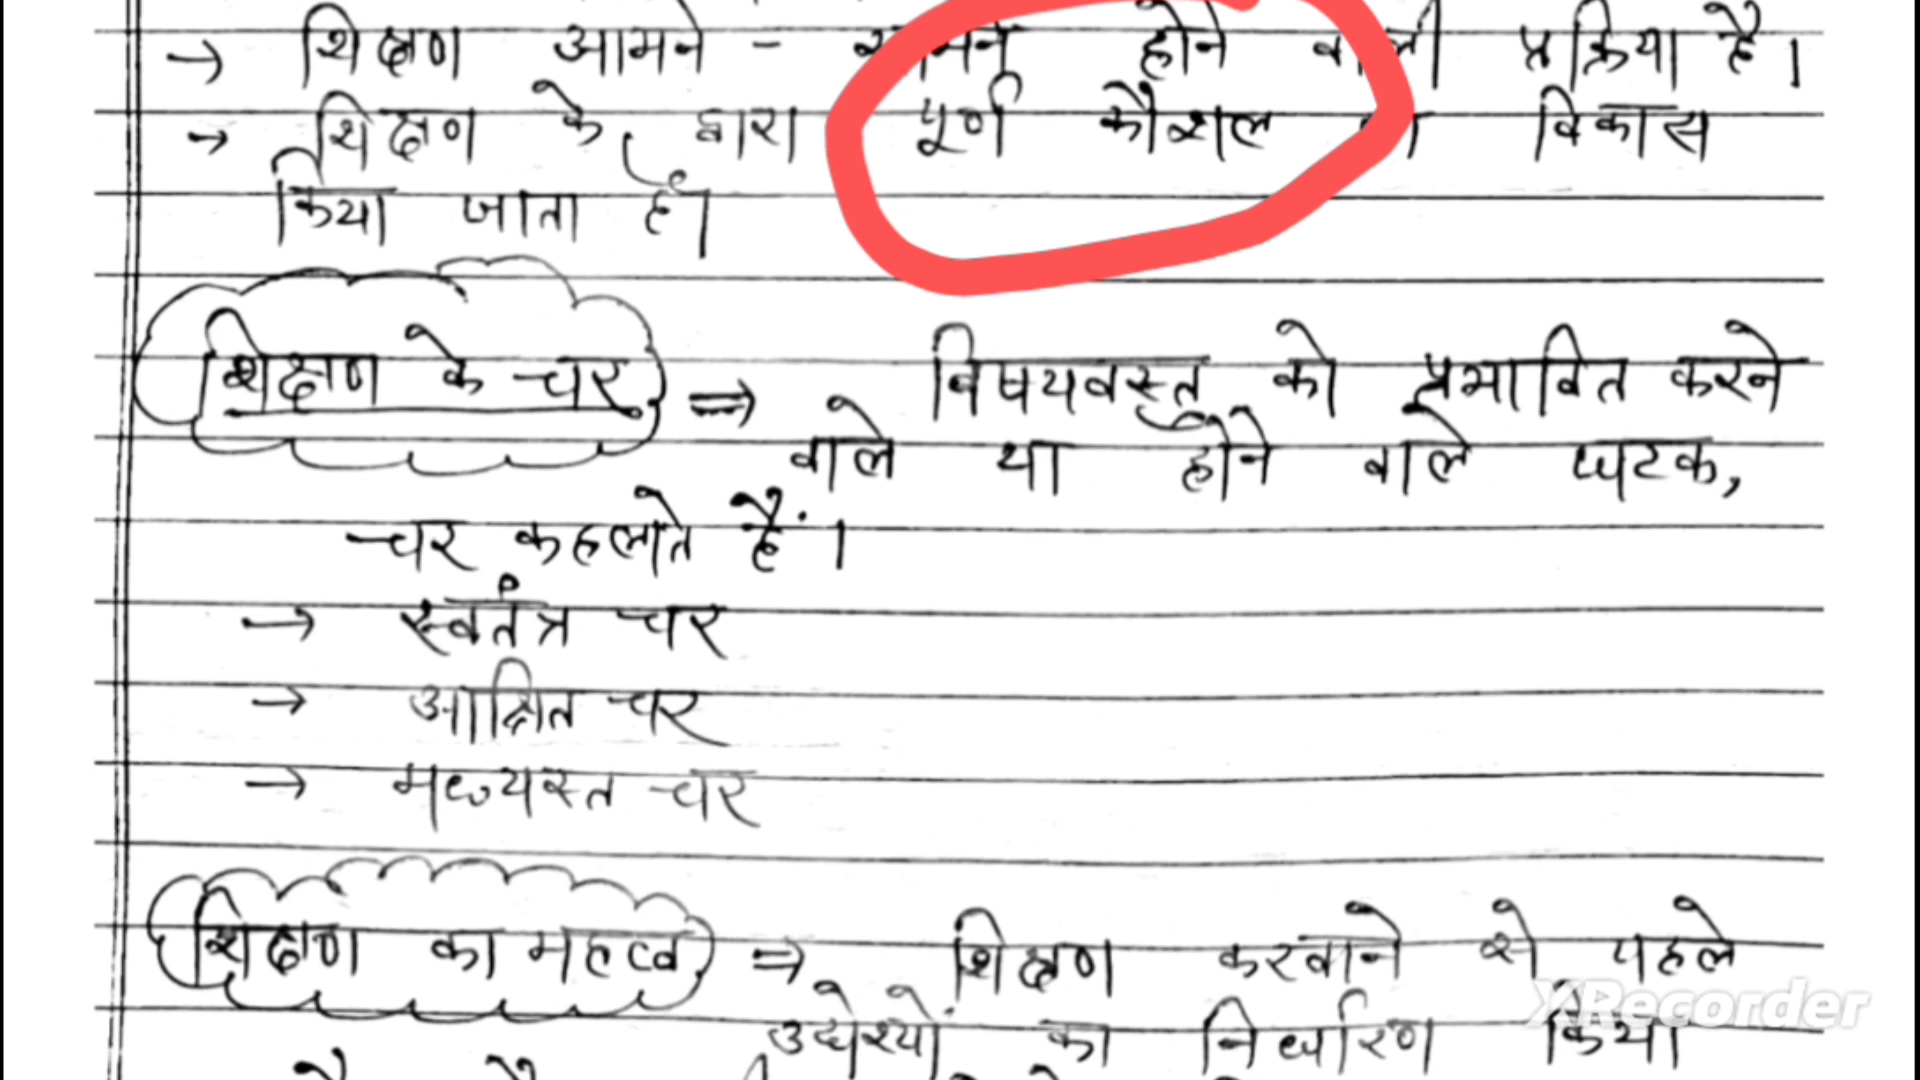 → शिक्षण आमने - सामने होने वाली प्रक्रिया है।
→ शिक्षण के द्वारा पूर्ण कौशल का विकास
किया जाता है।
शिक्षण के चर ⇒ विषयवस्तु को प्रभावित करने
वाले या होने वाले घटक,
चर कहलाते हैं।
→ स्वतंत्र चर
→ आश्रित चर
→ मध्यस्त चर
शिक्षण का महत्व ⇒ शिक्षण करवाने से पहले
उद्येश्यों का निर्धारण किया
XRecorder